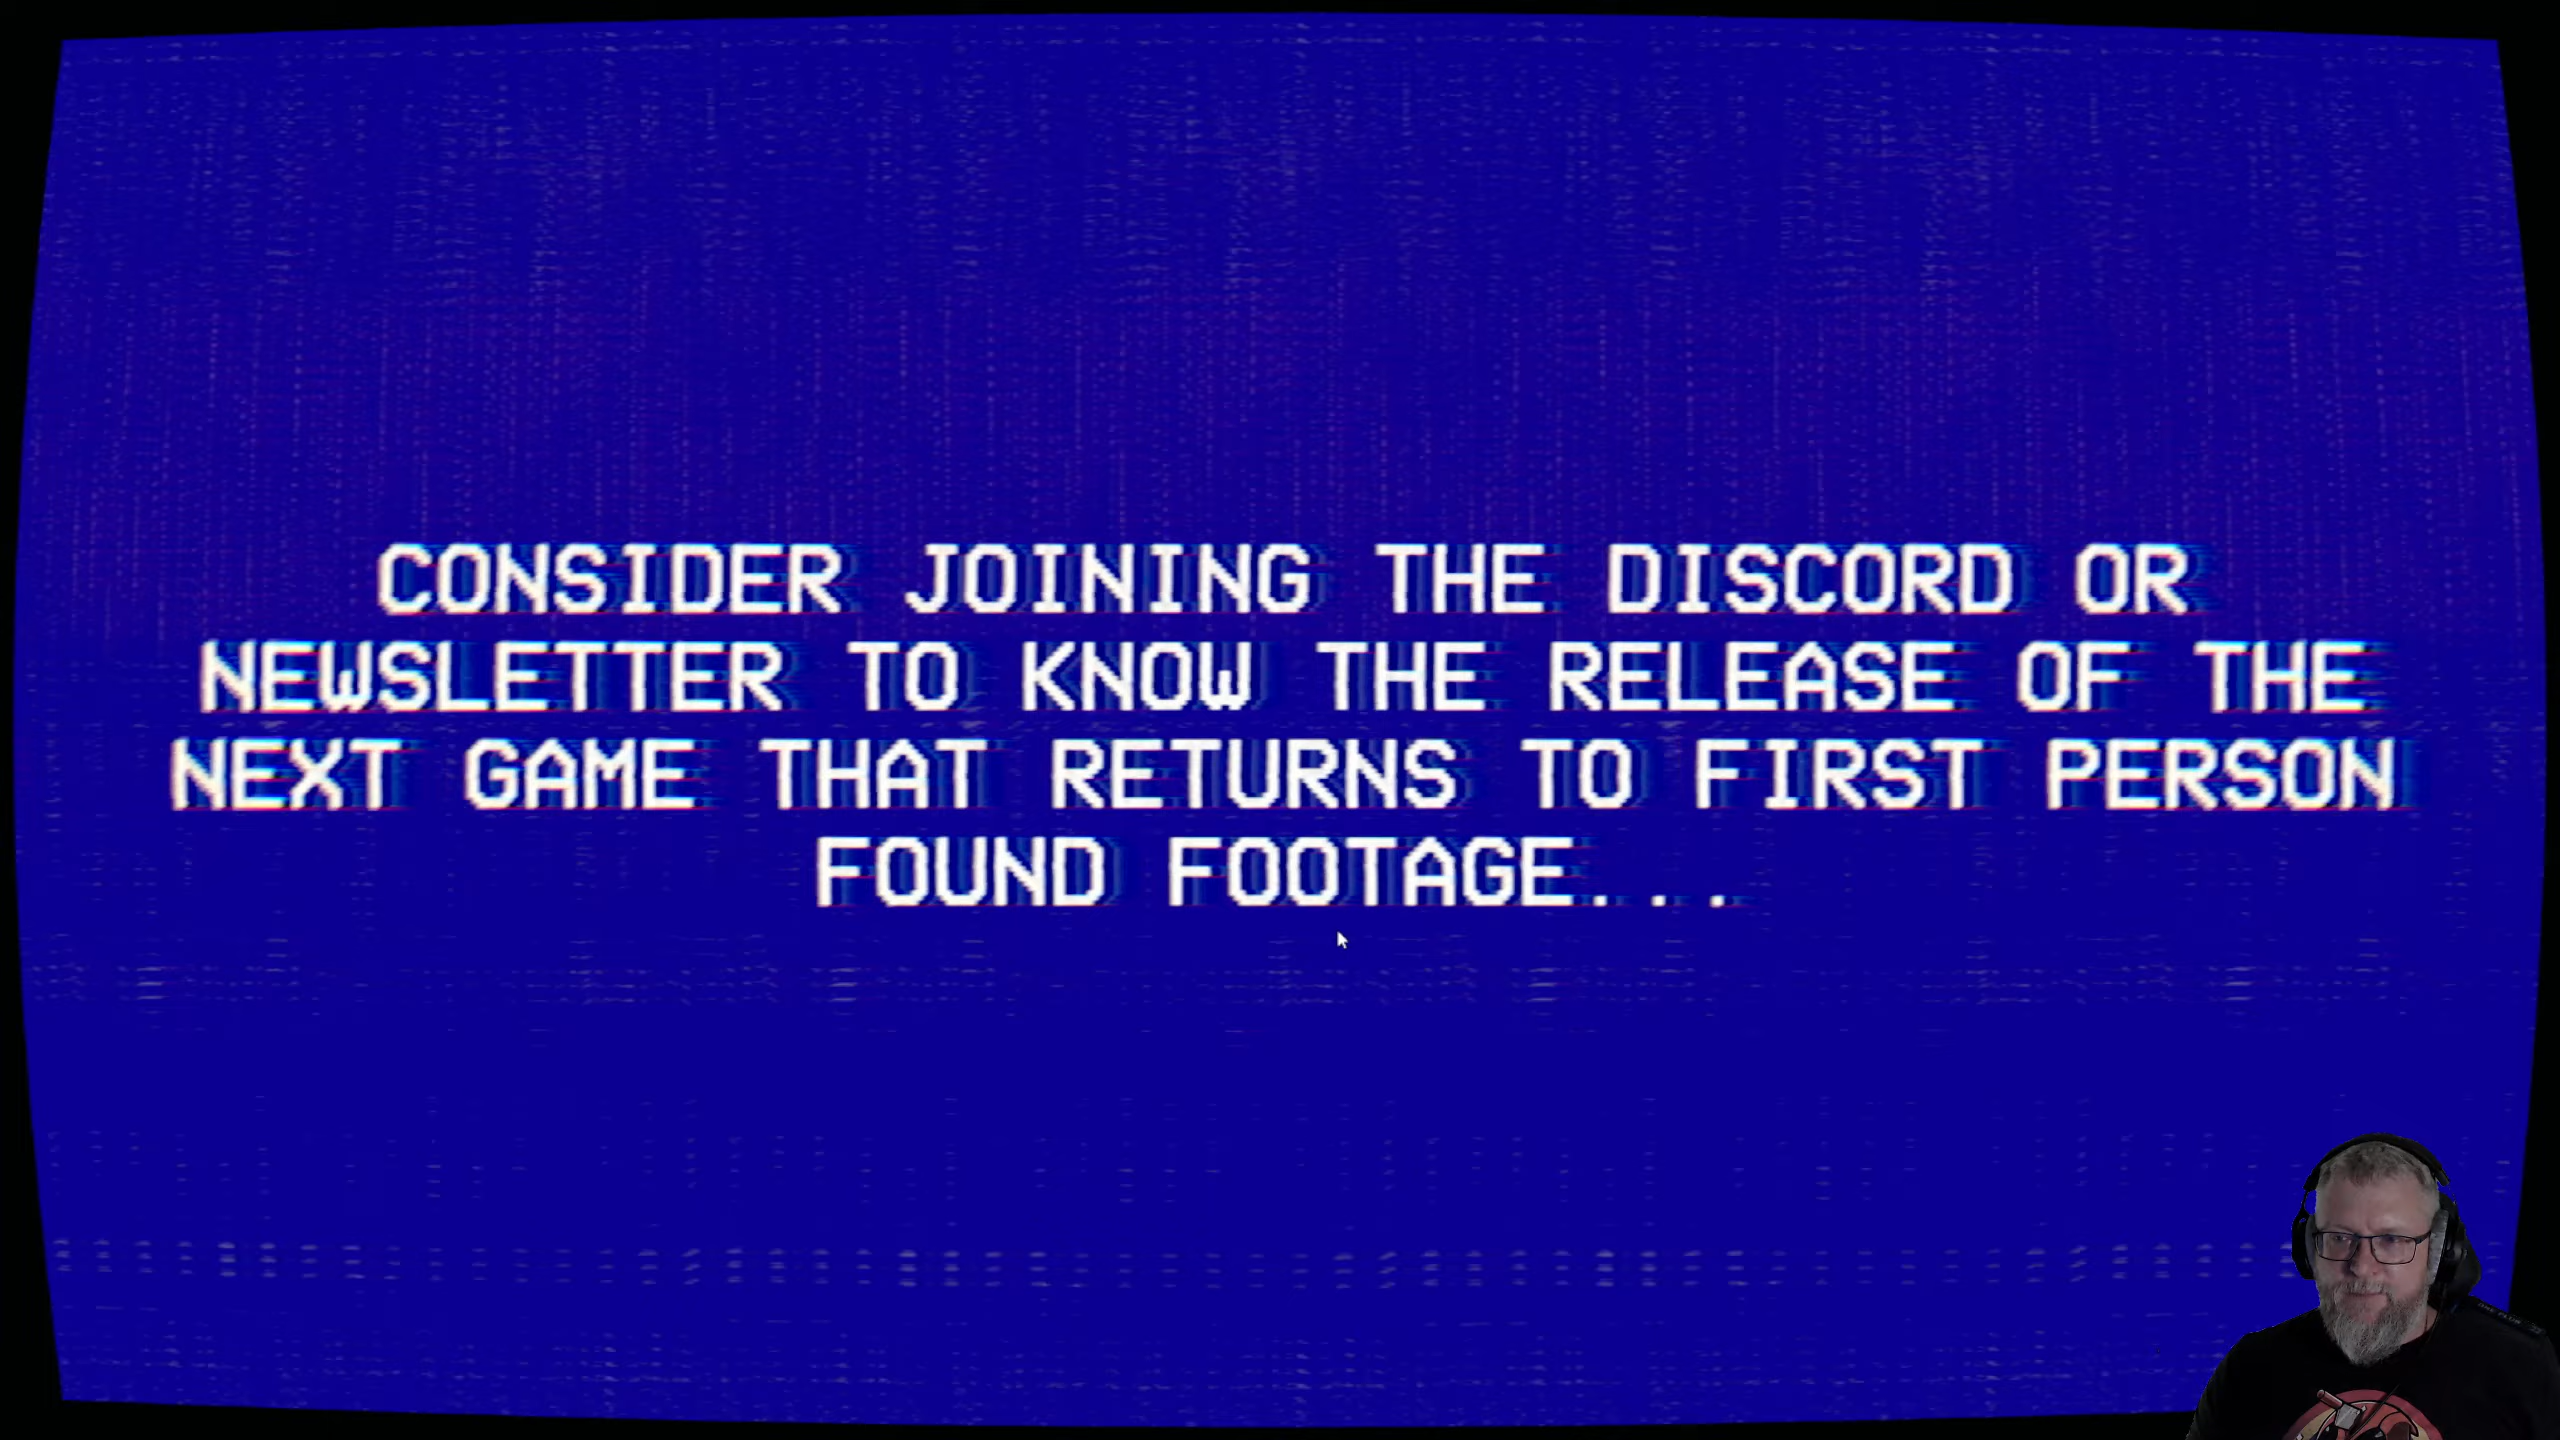 CONSIDER JOINING THE DISCORD OR
NEWSLETTER TO KNOW THE RELEASE OF THE
NEXT GAME THAT RETURNS TO FIRST PERSON
FOUND FOOTAGE...